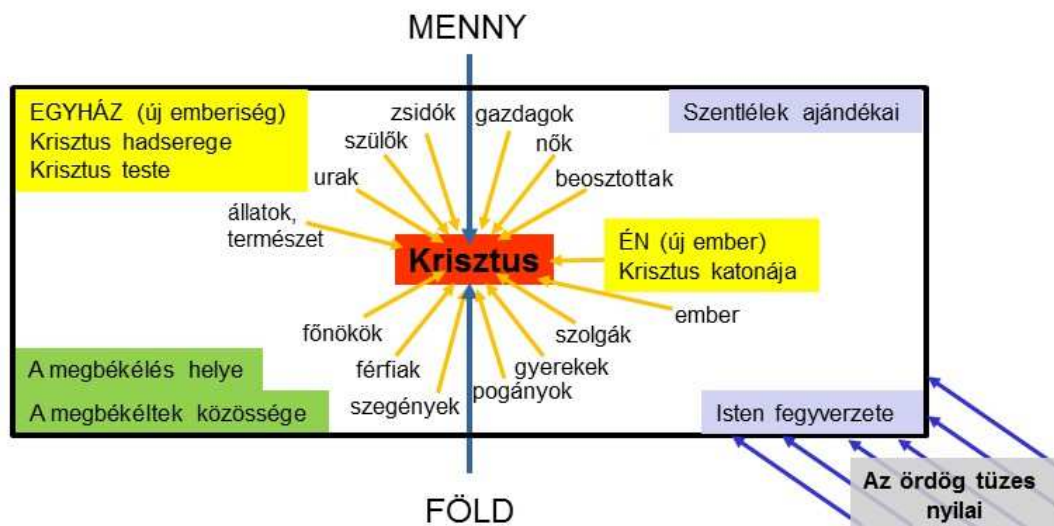 MENNY
EGYHÁZ (új emberiség)
Krisztus hadserege
Krisztus teste
zsidók
gazdagok
Szentlélek ajándékai
szülők
nők
urak
beosztottak
állatok,
természet
Krisztus
ÉN (új ember)
Krisztus katonája
ember
főnökök
szolgák
férfiak
gyerekek
szegények
pogányok
A megbékélés helye
A megbékéltek közössége
Isten fegyverzete
Az ördög tüzes
nyilai
FÖLD